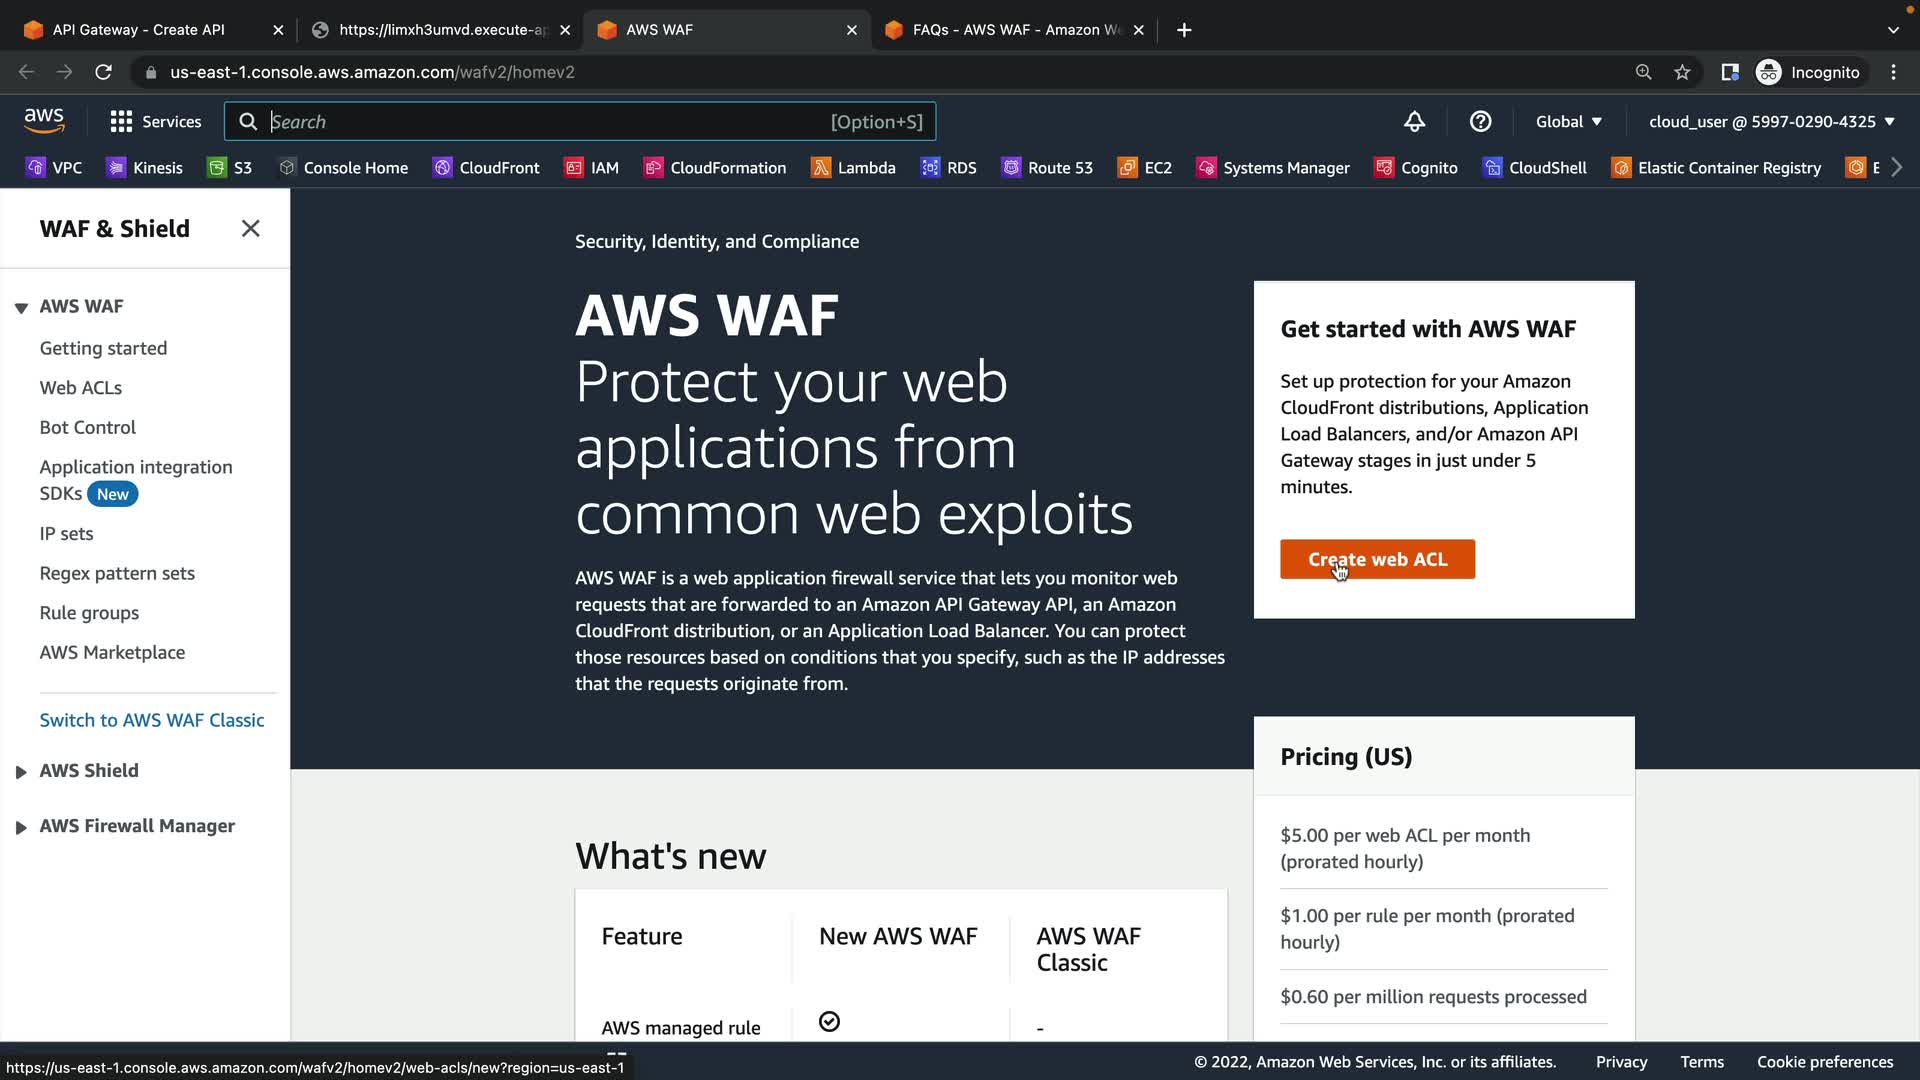 API Gateway - Create API
https://limxh3umvd.execute-ap
AWS WAF
FAQs - AWS WAF - Amazon We
us-east-1.console.aws.amazon.com/wafv2/homev2
Incognito
aws
Services
Search
[Option+S]
Global
cloud_user @ 5997-0290-4325
VPC
Kinesis
S3
Console Home
CloudFront
IAM
CloudFormation
Lambda
RDS
Route 53
EC2
Systems Manager
Cognito
CloudShell
Elastic Container Registry
E
WAF & Shield
AWS WAF
Getting started
Web ACLs
Bot Control
Application integration
SDKs New
IP sets
Regex pattern sets
Rule groups
AWS Marketplace
Switch to AWS WAF Classic
AWS Shield
AWS Firewall Manager
Security, Identity, and Compliance
AWS WAF
Protect your web
applications from
common web exploits
AWS WAF is a web application firewall service that lets you monitor web
requests that are forwarded to an Amazon API Gateway API, an Amazon
CloudFront distribution, or an Application Load Balancer. You can protect
those resources based on conditions that you specify, such as the IP addresses
that the requests originate from.
Get started with AWS WAF
Set up protection for your Amazon
CloudFront distributions, Application
Load Balancers, and/or Amazon API
Gateway stages in just under 5
minutes.
Create web ACL
Pricing (US)
$5.00 per web ACL per month
(prorated hourly)
$1.00 per rule per month (prorated
hourly)
$0.60 per million requests processed
What's new
Feature
New AWS WAF
AWS WAF
Classic
AWS managed rule
-
https://us-east-1.console.aws.amazon.com/wafv2/homev2/web-acls/new?region=us-east-1
© 2022, Amazon Web Services, Inc. or its affiliates.
Privacy
Terms
Cookie preferences